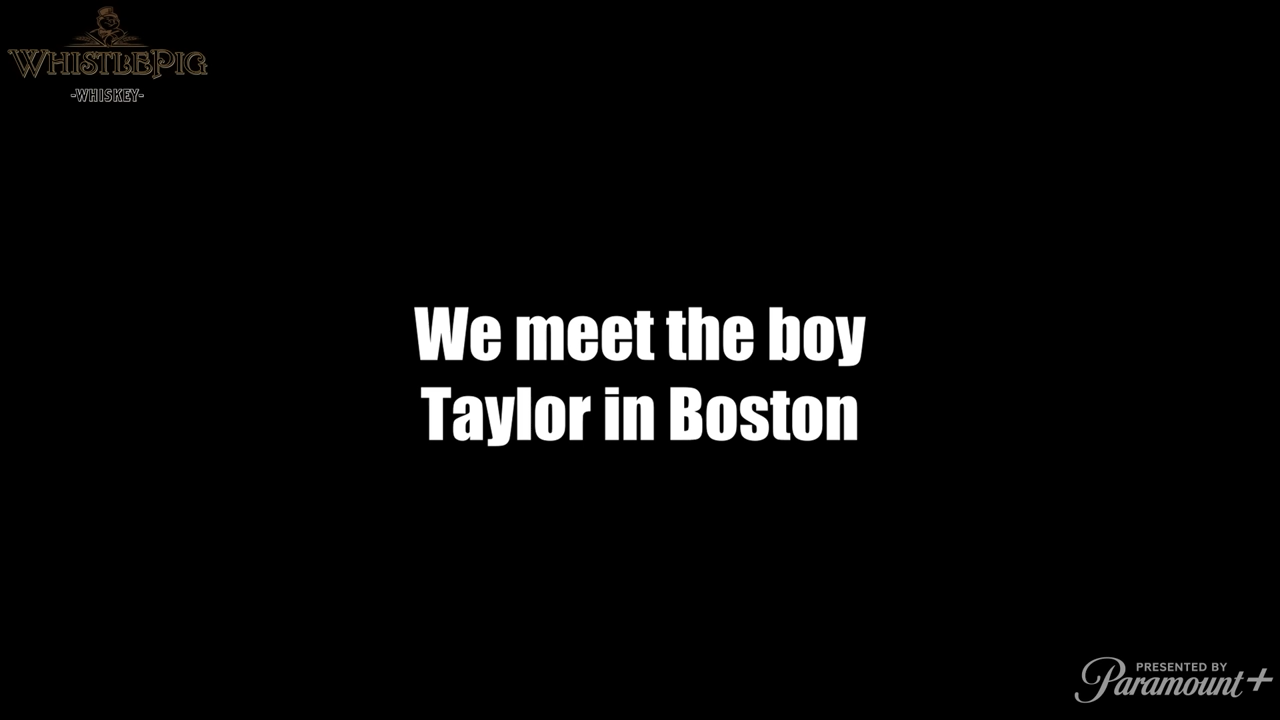 WHISTLEPIG
-WHISKEY-
We meet the boy
Taylor in Boston
PRESENTED BY
Paramount+